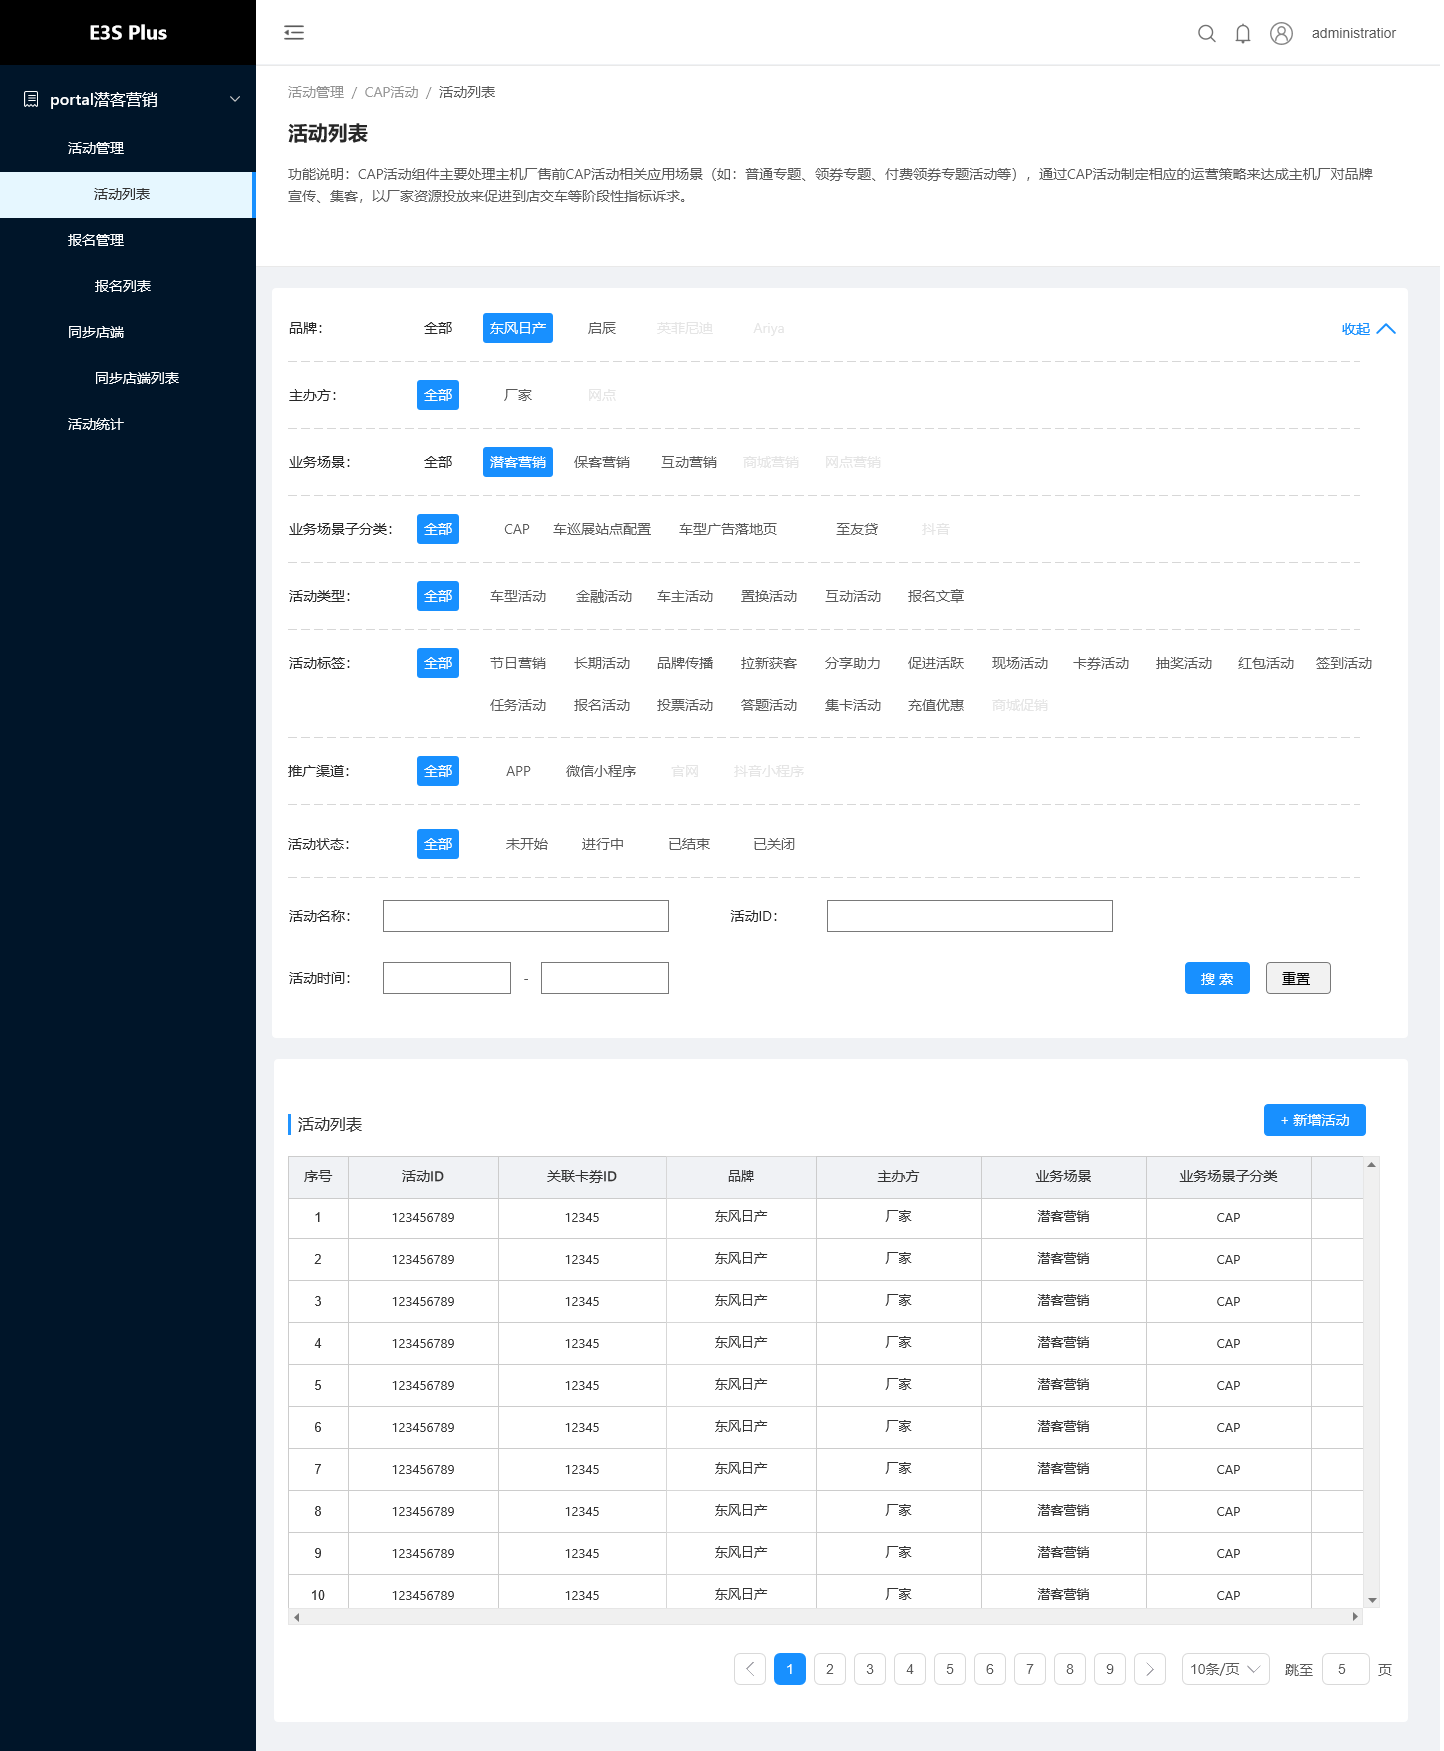 E3S Plus
administratior
portal潜客营销
活动管理
活动列表
报名管理
报名列表
同步店端
同步店端列表
活动统计
活动管理 / CAP活动 / 活动列表
活动列表
功能说明：CAP活动组件主要处理主机厂售前CAP活动相关应用场景（如：普通专题、领券专题、付费领券专题活动等），通过CAP活动制定相应的运营策略来达成主机厂对品牌
宣传、集客，以厂家资源投放来促进到店交车等阶段性指标诉求。
品牌： 全部 东风日产 启辰 英菲尼迪 Ariya 收起
主办方： 全部 厂家 网点
业务场景： 全部 潜客营销 保客营销 互动营销 商城营销 网点营销
业务场景子分类： 全部 CAP 车巡展站点配置 车型广告落地页 至友贷 抖音
活动类型： 全部 车型活动 金融活动 车主活动 置换活动 互动活动 报名文章
活动标签： 全部 节日营销 长期活动 品牌传播 拉新获客 分享助力 促进活跃 现场活动 卡券活动 抽奖活动 红包活动 签到活动
任务活动 报名活动 投票活动 答题活动 集卡活动 充值优惠 商城促销
推广渠道： 全部 APP 微信小程序 官网 抖音小程序
活动状态： 全部 未开始 进行中 已结束 已关闭
活动名称： 活动ID：
活动时间： - 搜 索 重置
活动列表 + 新增活动
序号 活动ID 关联卡券ID 品牌 主办方 业务场景 业务场景子分类
1 123456789 12345 东风日产 厂家 潜客营销 CAP
2 123456789 12345 东风日产 厂家 潜客营销 CAP
3 123456789 12345 东风日产 厂家 潜客营销 CAP
4 123456789 12345 东风日产 厂家 潜客营销 CAP
5 123456789 12345 东风日产 厂家 潜客营销 CAP
6 123456789 12345 东风日产 厂家 潜客营销 CAP
7 123456789 12345 东风日产 厂家 潜客营销 CAP
8 123456789 12345 东风日产 厂家 潜客营销 CAP
9 123456789 12345 东风日产 厂家 潜客营销 CAP
10 123456789 12345 东风日产 厂家 潜客营销 CAP
1 2 3 4 5 6 7 8 9 10条/页 跳至 5 页